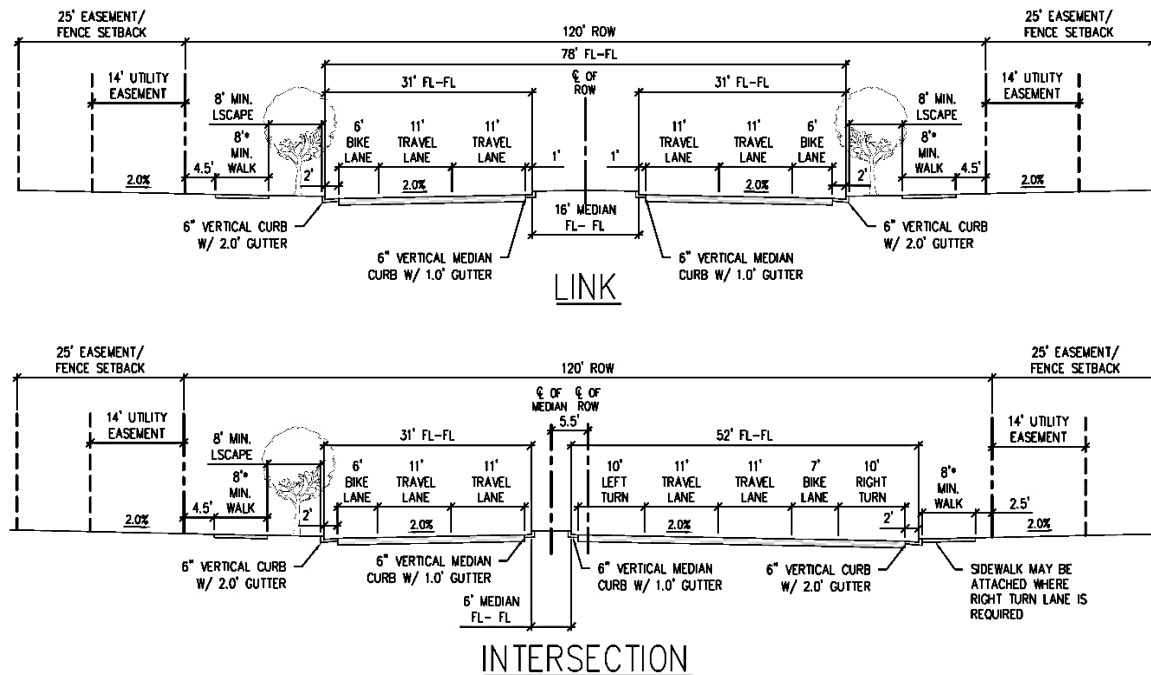 25' EASEMENT/
FENCE SETBACK
120' ROW
25' EASEMENT/
FENCE SETBACK
78' FL-FL
14' UTILITY
EASEMENT
31' FL-FL
℄ OF
ROW
31' FL-FL
14' UTILITY
EASEMENT
8' MIN.
LSCAPE
8'*
MIN.
WALK
4.5'
2'
6'
BIKE
LANE
11'
TRAVEL
LANE
11'
TRAVEL
LANE
1'
1'
11'
TRAVEL
LANE
11'
TRAVEL
LANE
6'
BIKE
LANE
2'
8' MIN.
LSCAPE
8'*
MIN.
WALK
4.5'
2.0%
2.0%
2.0%
2.0%
16' MEDIAN
FL- FL
6" VERTICAL CURB
W/ 2.0' GUTTER
6" VERTICAL MEDIAN
CURB W/ 1.0' GUTTER
6" VERTICAL MEDIAN
CURB W/ 1.0' GUTTER
6" VERTICAL CURB
W/ 2.0' GUTTER
LINK
25' EASEMENT/
FENCE SETBACK
120' ROW
25' EASEMENT/
FENCE SETBACK
℄ OF
MEDIAN
℄ OF
ROW
5.5'
14' UTILITY
EASEMENT
31' FL-FL
52' FL-FL
14' UTILITY
EASEMENT
8' MIN.
LSCAPE
8'*
MIN.
WALK
4.5'
2'
6'
BIKE
LANE
11'
TRAVEL
LANE
11'
TRAVEL
LANE
10'
LEFT
TURN
11'
TRAVEL
LANE
11'
TRAVEL
LANE
7'
BIKE
LANE
10'
RIGHT
TURN
2'
8'*
MIN.
WALK
2.5'
2.0%
2.0%
2.0%
2.0%
6" VERTICAL CURB
W/ 2.0' GUTTER
6" VERTICAL MEDIAN
CURB W/ 1.0' GUTTER
6" VERTICAL MEDIAN
CURB W/ 1.0' GUTTER
6" VERTICAL CURB
W/ 2.0' GUTTER
SIDEWALK MAY BE
ATTACHED WHERE
RIGHT TURN LANE IS
REQUIRED
6' MEDIAN
FL- FL
INTERSECTION